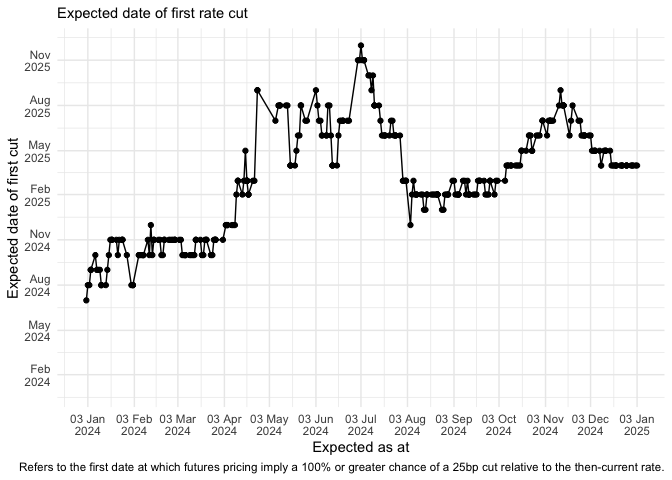 Expected date of first rate cut
Expected date of first cut
Nov
2025
Aug
2025
May
2025
Feb
2025
Nov
2024
Aug
2024
May
2024
Feb
2024
03 Jan 03 Feb 03 Mar 03 Apr 03 May 03 Jun 03 Jul 03 Aug 03 Sep 03 Oct 03 Nov 03 Dec 03 Jan
2024 2024 2024 2024 2024 2024 2024 2024 2024 2024 2024 2024 2025
Expected as at
Refers to the first date at which futures pricing imply a 100% or greater chance of a 25bp cut relative to the then-current rate.